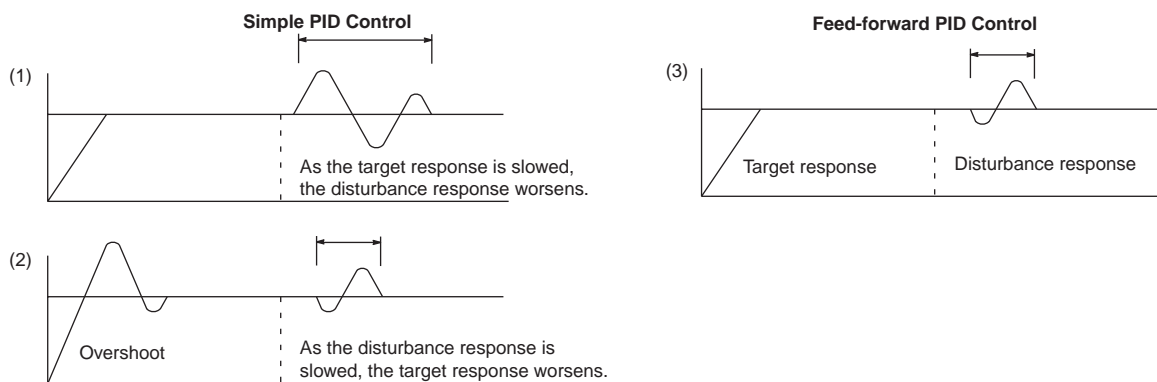 Simple PID Control
(1)
As the target response is slowed,
the disturbance response worsens.
(2)
Overshoot
As the disturbance response is
slowed, the target response worsens.
Feed-forward PID Control
(3)
Target response
Disturbance response